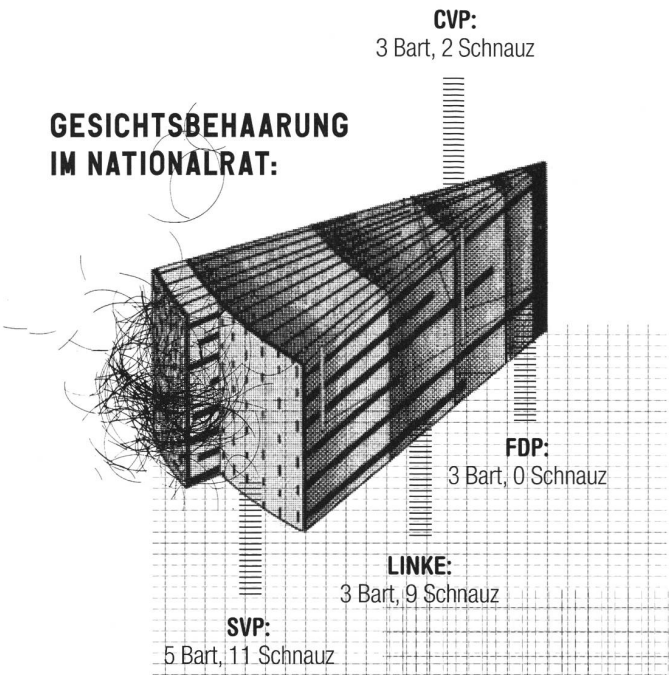 CVP:
3 Bart, 2 Schnauz
GESICHTSBEHAARUNG
IM NATIONALRAT:
FDP:
3 Bart, 0 Schnauz
LINKE:
3 Bart, 9 Schnauz
SVP:
5 Bart, 11 Schnauz